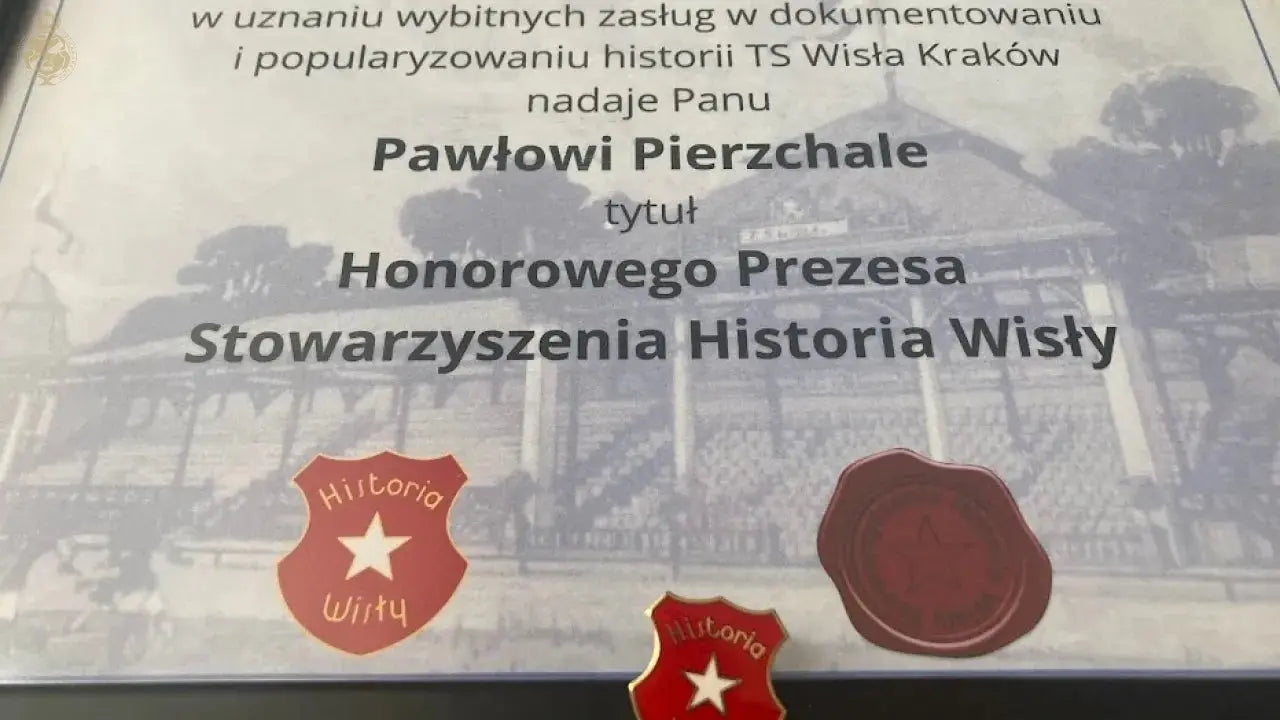 w uznaniu wybitnych zasług w dokumentowaniu
i popularyzowaniu historii TS Wisła Kraków
nadaje Panu
Pawłowi Pierzchale
tytuł
Honorowego Prezesa
Stowarzyszenia Historia Wisły
Historia
Wisły
Historia